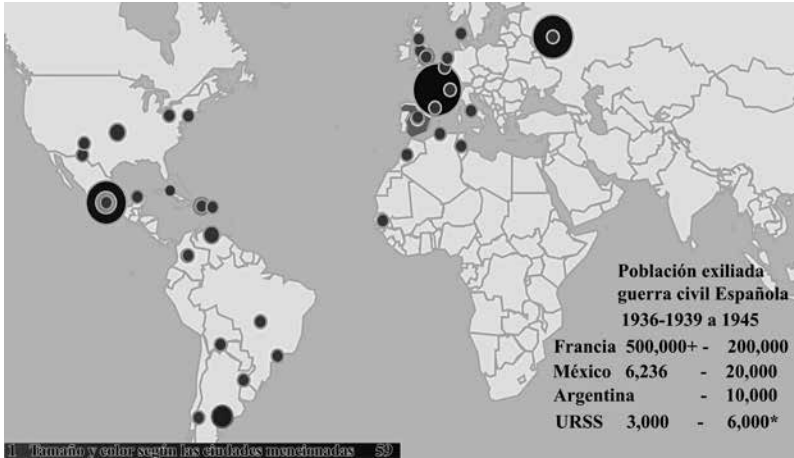 Población exiliada
guerra civil Española
1936-1939 a 1945
Francia 500,000+ - 200,000
México 6,236 - 20,000
Argentina - 10,000
URSS 3,000 - 6,000*
1 Tamaño y color según las ciudades mencionadas 59